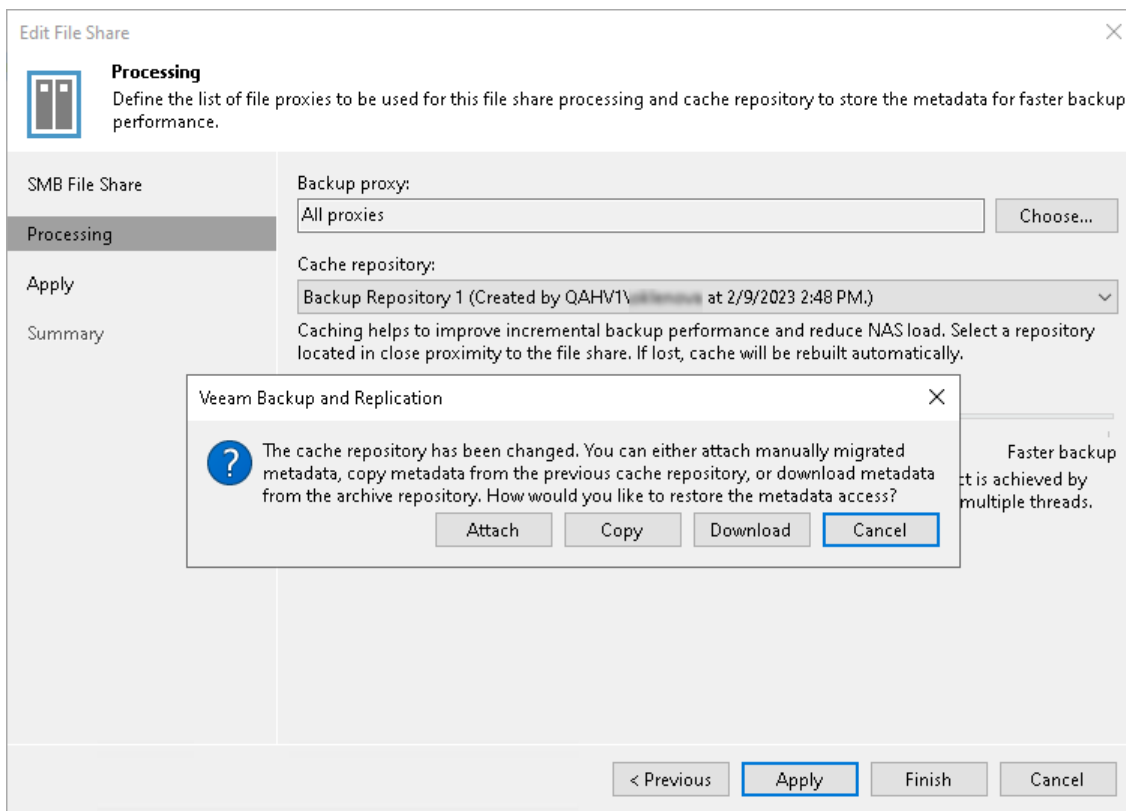 Edit File Share
Processing
Define the list of file proxies to be used for this file share processing and cache repository to store the metadata for faster backup
performance.
SMB File Share
Processing
Apply
Summary
Backup proxy:
All proxies
Choose...
Cache repository:
Backup Repository 1 (Created by QAHV1\ at 2/9/2023 2:48 PM.)
Caching helps to improve incremental backup performance and reduce NAS load. Select a repository
located in close proximity to the file share. If lost, cache will be rebuilt automatically.
Veeam Backup and Replication
The cache repository has been changed. You can either attach manually migrated
metadata, copy metadata from the previous cache repository, or download metadata
from the archive repository. How would you like to restore the metadata access?
Attach
Copy
Download
Cancel
Faster backup
ct is achieved by
multiple threads.
< Previous
Apply
Finish
Cancel